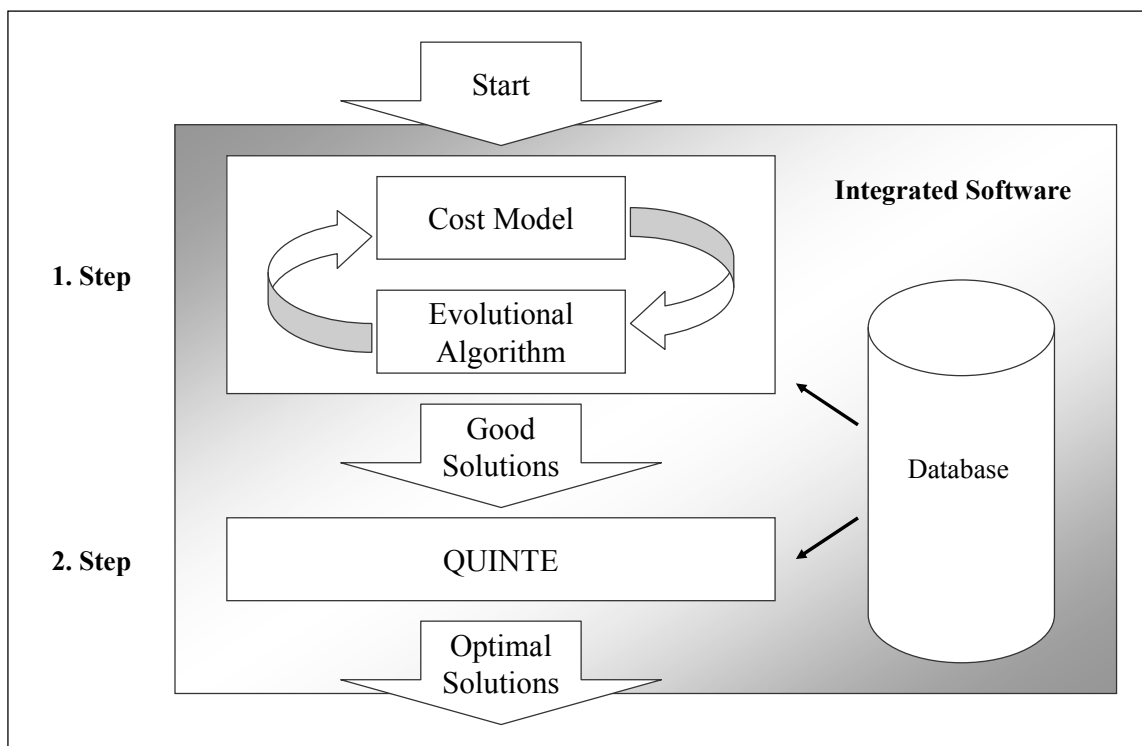 Start
Integrated Software
Cost Model
1. Step
Evolutional
Algorithm
Good
Solutions
Database
2. Step
QUINTE
Optimal
Solutions